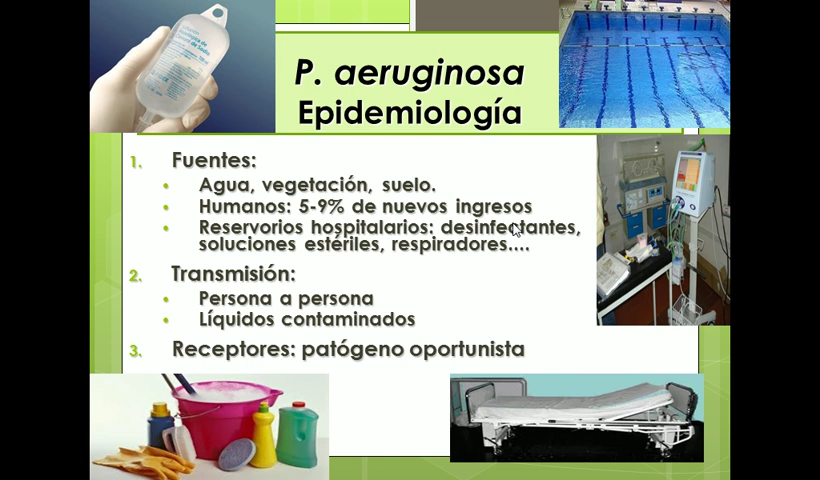 P. aeruginosa
Epidemiología
1. Fuentes:
• Agua, vegetación, suelo.
• Humanos: 5-9% de nuevos ingresos
• Reservorios hospitalarios: desinfectantes,
soluciones estériles, respiradores....
2. Transmisión:
• Persona a persona
• Líquidos contaminados
3. Receptores: patógeno oportunista